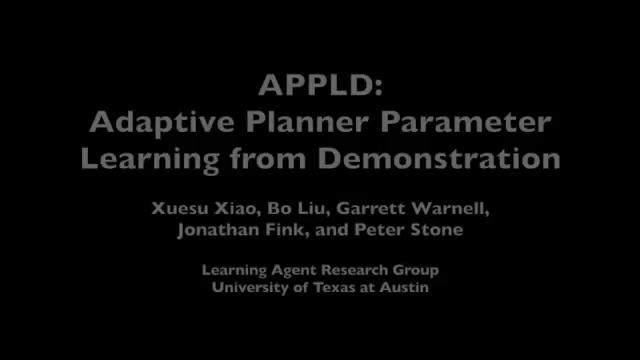 APPLD:
Adaptive Planner Parameter
Learning from Demonstration
Xuesu Xiao, Bo Liu, Garrett Warnell,
Jonathan Fink, and Peter Stone
Learning Agent Research Group
University of Texas at Austin